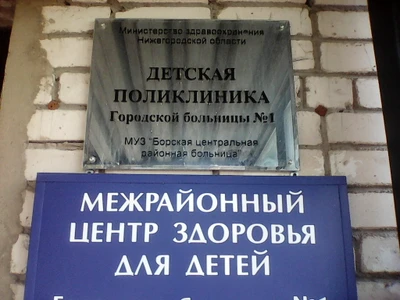 Министерство здравоохранения
Нижегородской области
ДЕТСКАЯ
ПОЛИКЛИНИКА
Городской больницы №1
МУЗ "Борская центральная
районная больница"
МЕЖРАЙОННЫЙ
ЦЕНТР ЗДОРОВЬЯ
ДЛЯ ДЕТЕЙ